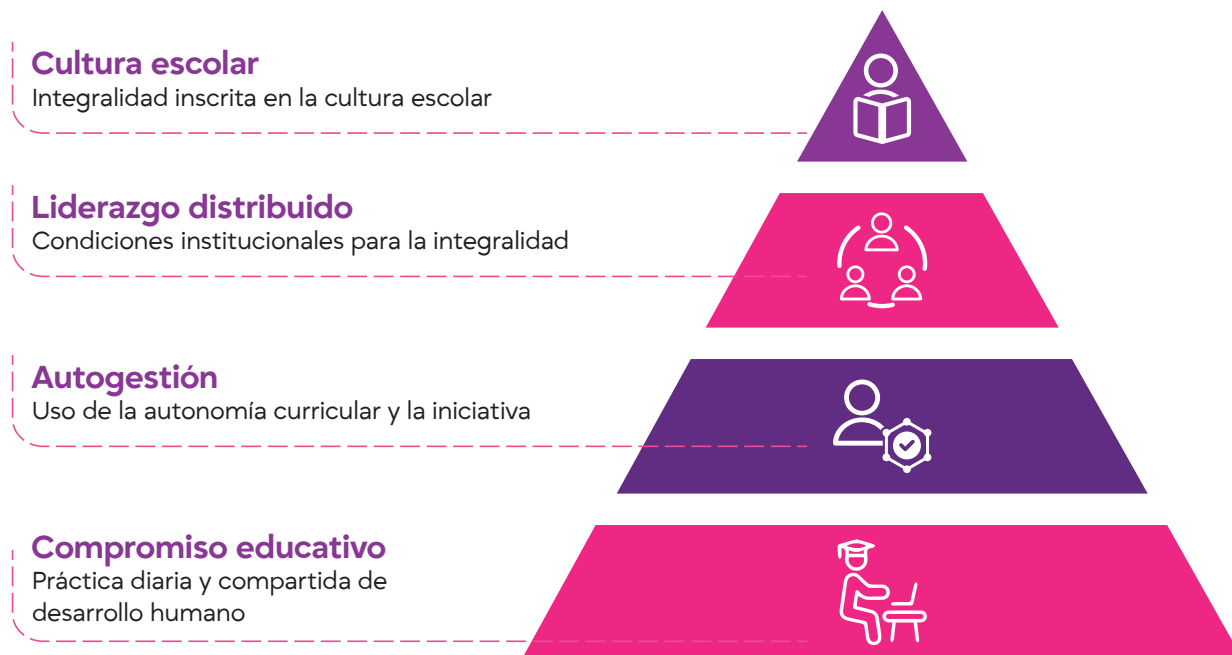 Cultura escolar
Integralidad inscrita en la cultura escolar
Liderazgo distribuido
Condiciones institucionales para la integralidad
Autogestión
Uso de la autonomía curricular y la iniciativa
Compromiso educativo
Práctica diaria y compartida de
desarrollo humano